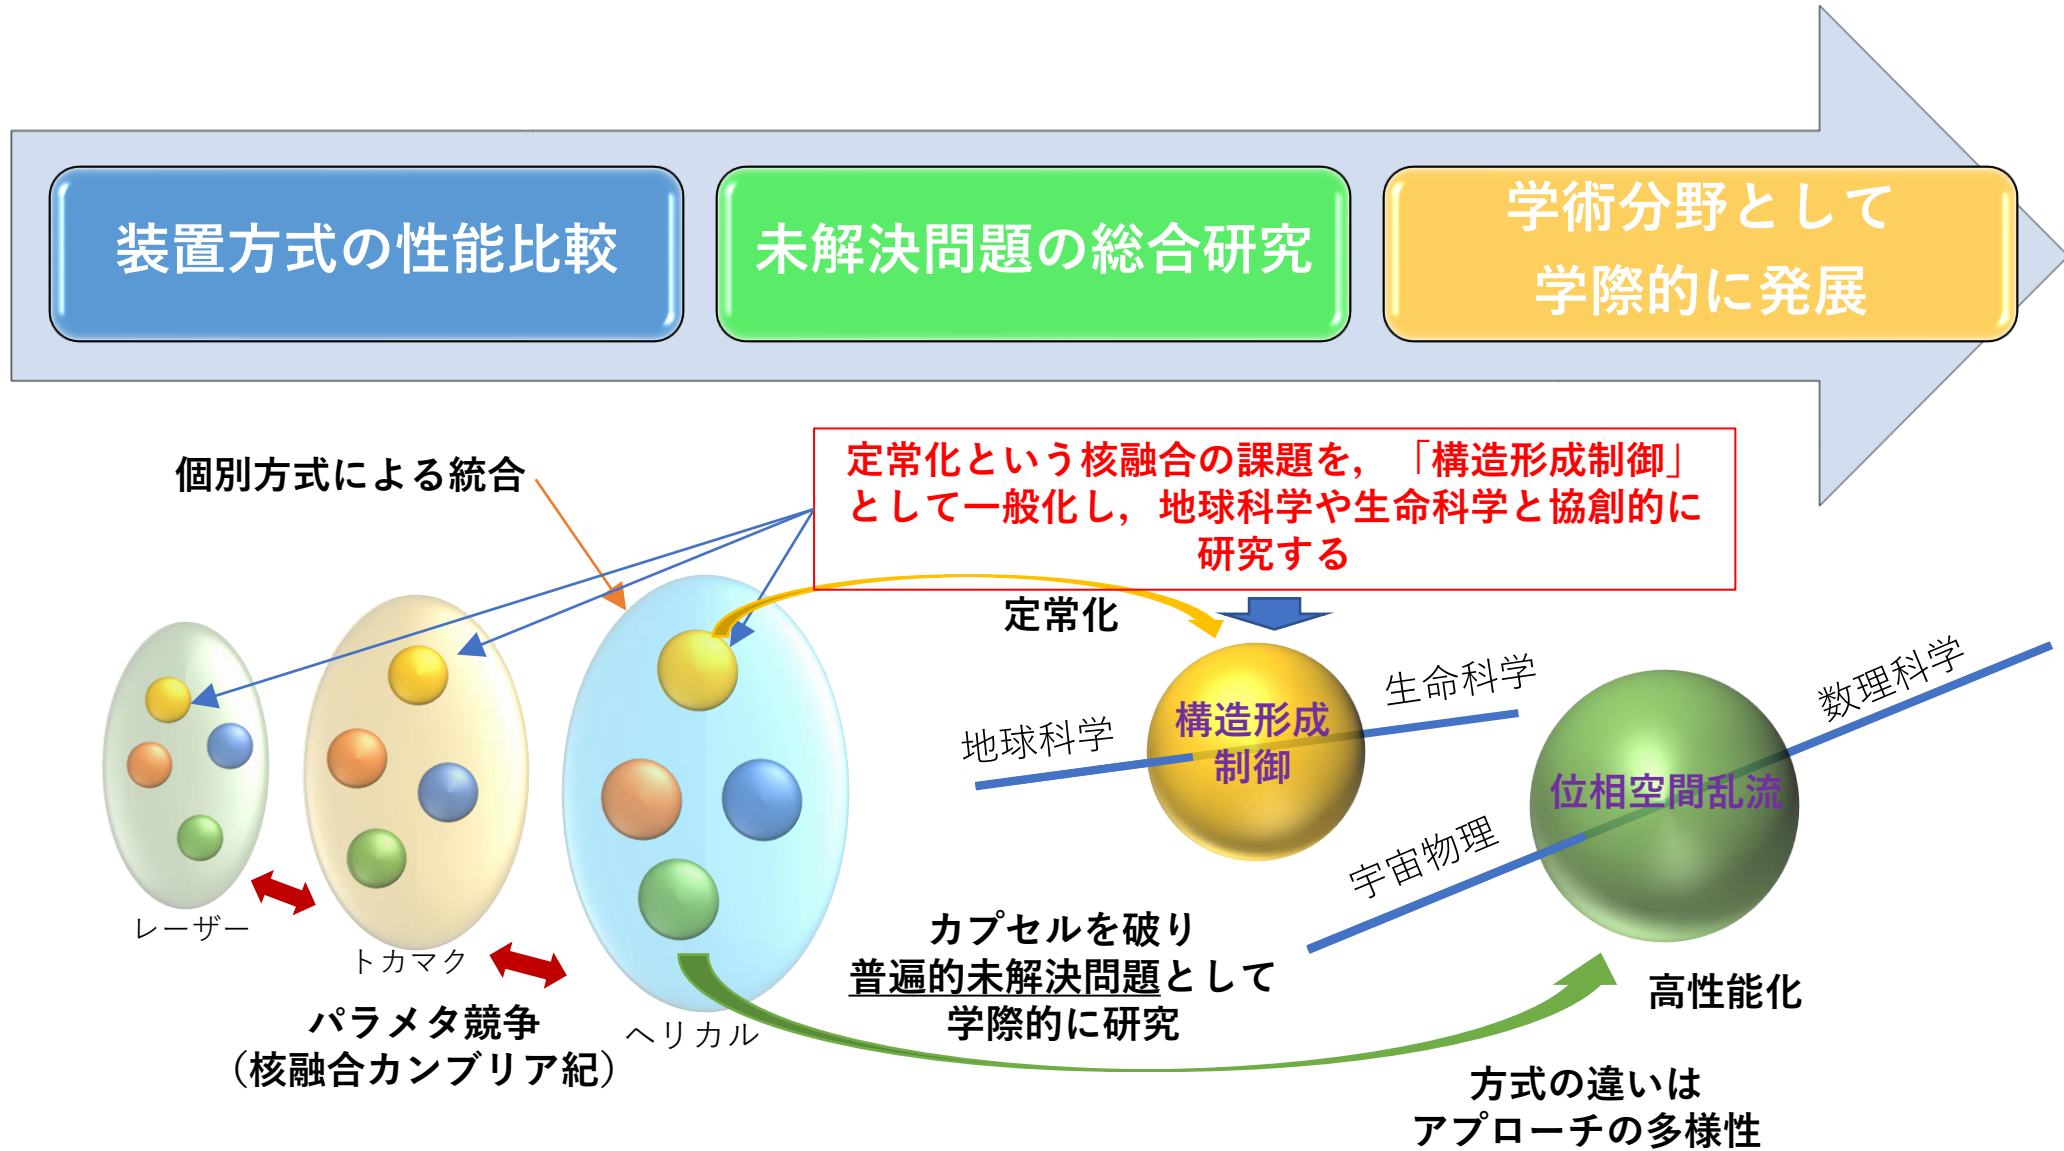 装置方式の性能比較
未解決問題の総合研究
学術分野として
学際的に発展
個別方式による統合
定常化という核融合の課題を，「構造形成制御」
として一般化し，地球科学や生命科学と協創的に
研究する
定常化
地球科学
生命科学
構造形成
制御
数理科学
宇宙物理
位相空間乱流
レーザー
トカマク
ヘリカル
パラメタ競争
（核融合カンブリア紀）
カプセルを破り
普遍的未解決問題として
学際的に研究
高性能化
方式の違いは
アプローチの多様性